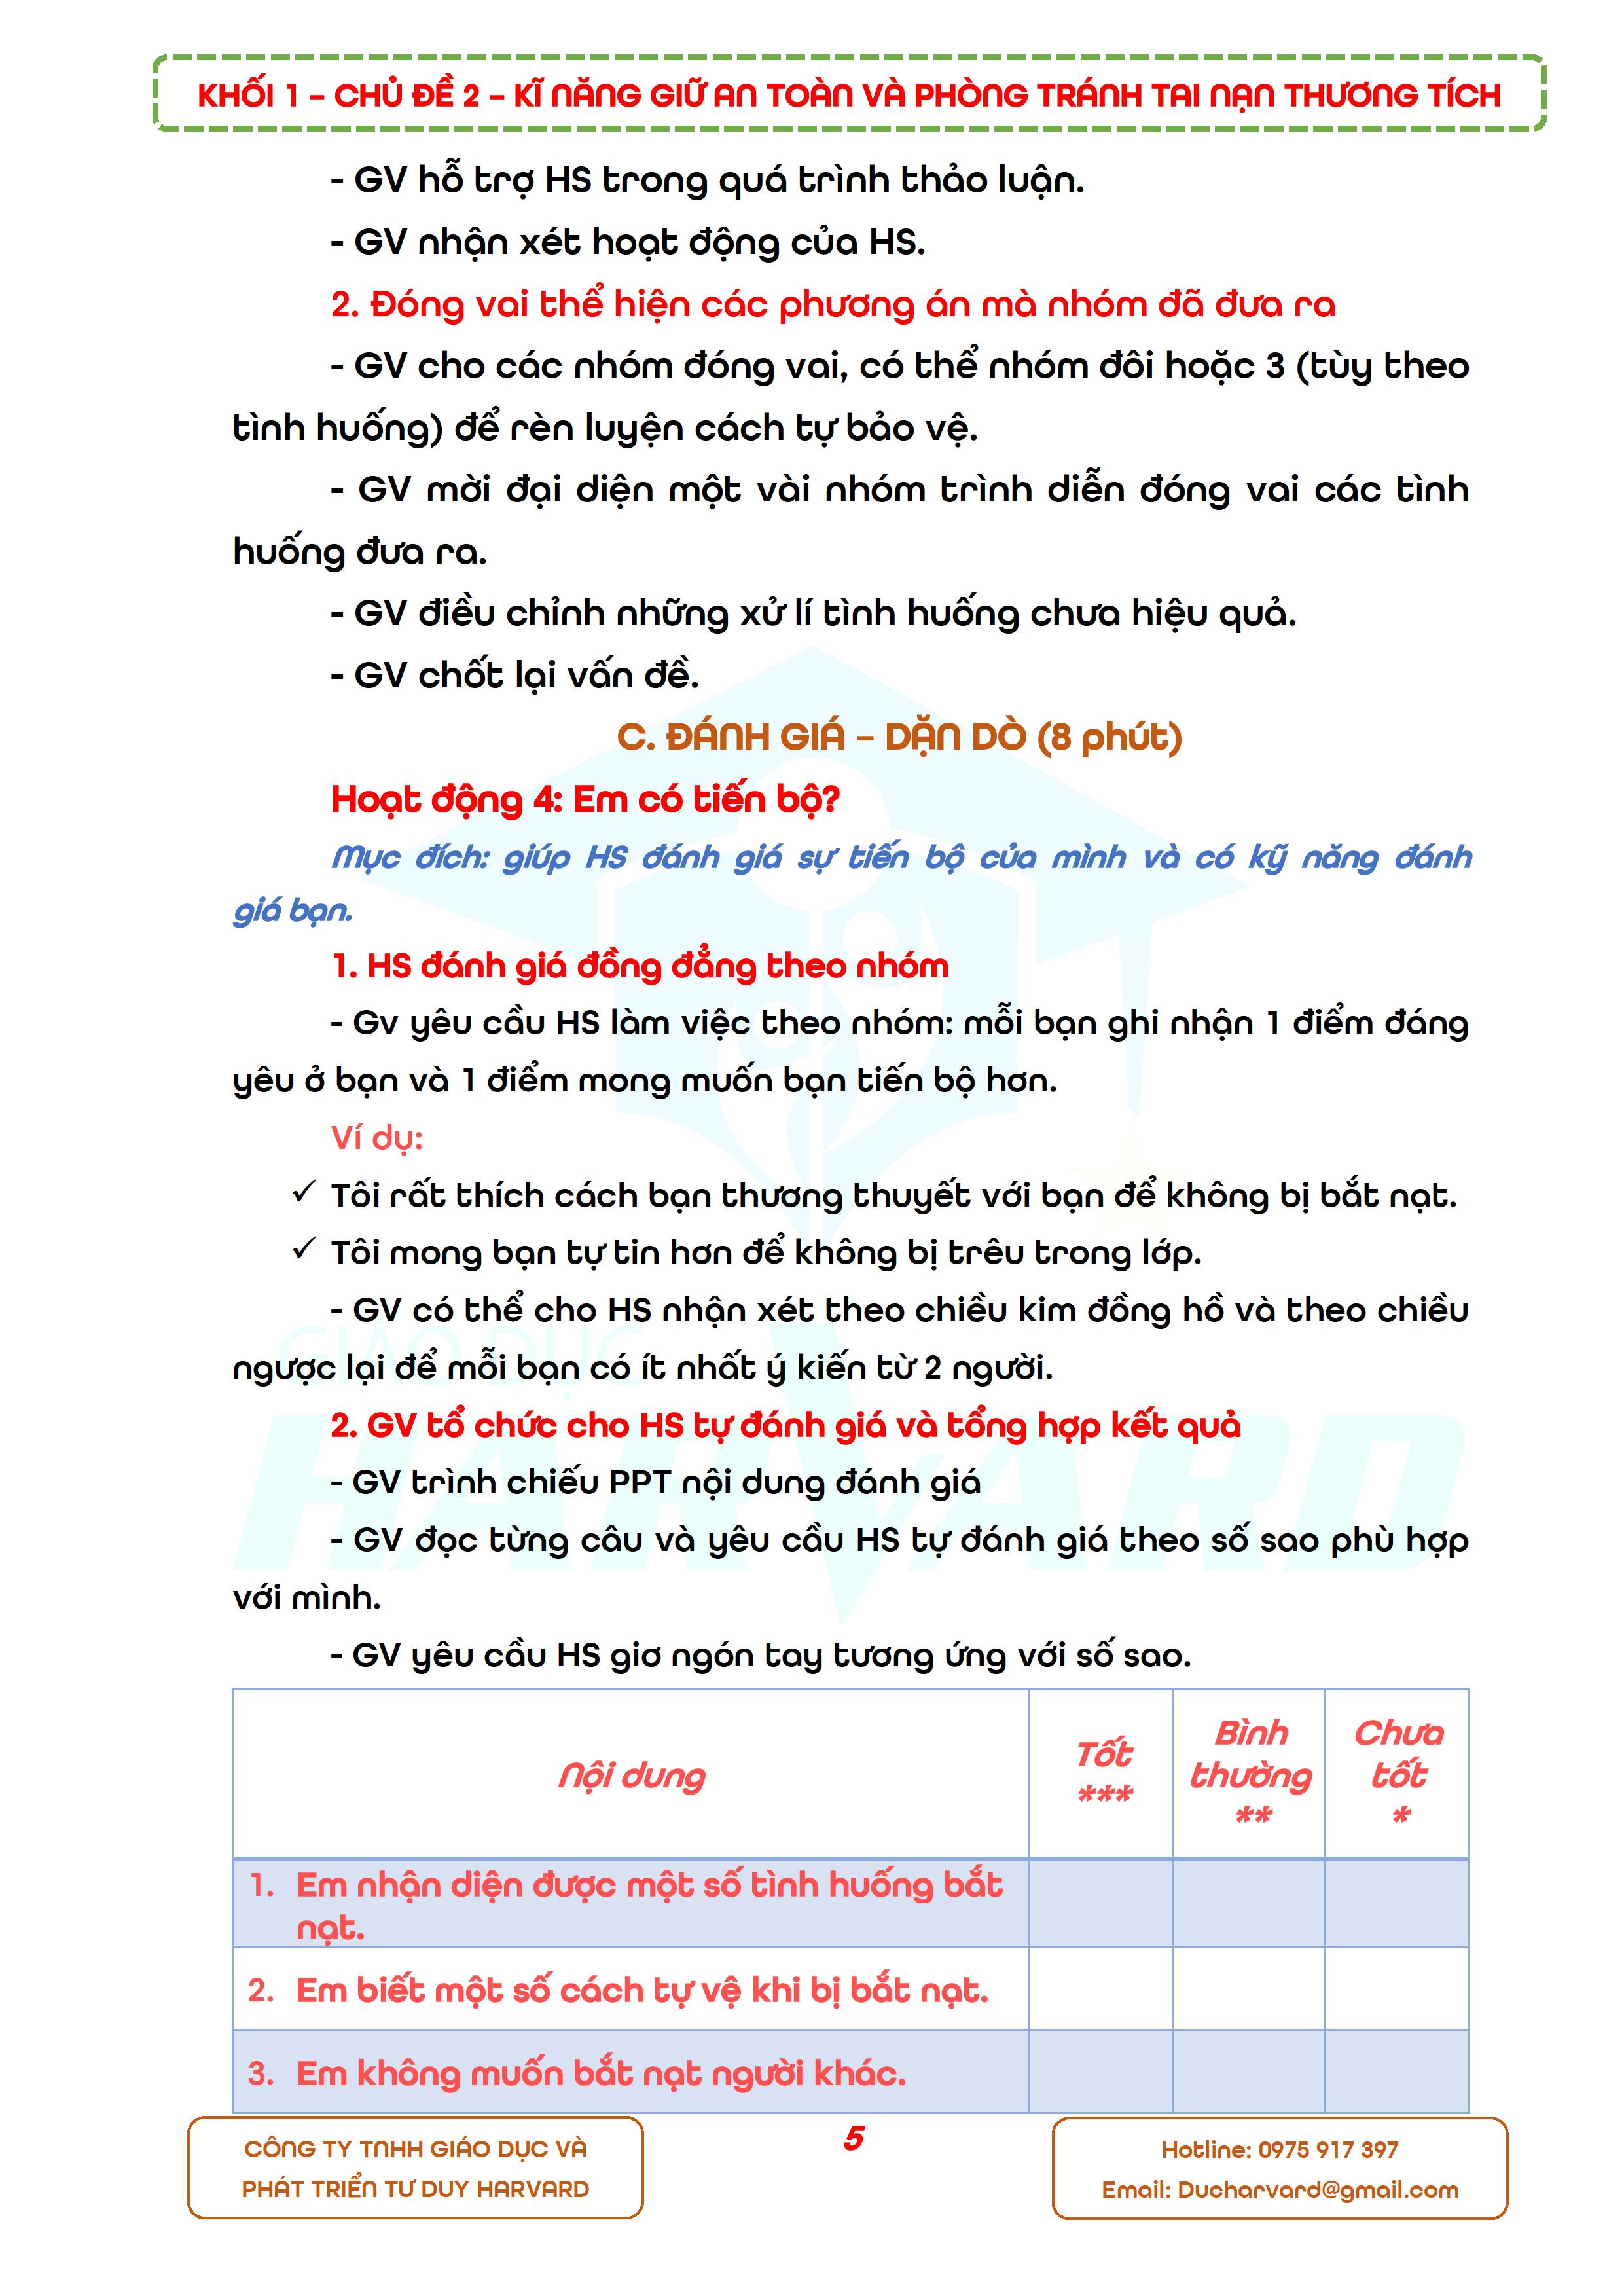 KHỐI 1 – CHỦ ĐỀ 2 – KĨ NĂNG GIỮ AN TOÀN VÀ PHÒNG TRÁNH TAI NẠN THƯƠNG TÍCH
- GV hỗ trợ HS trong quá trình thảo luận.
- GV nhận xét hoạt động của HS.
2. Đóng vai thể hiện các phương án mà nhóm đã đưa ra
- GV cho các nhóm đóng vai, có thể nhóm đôi hoặc 3 (tùy theo
tình huống) để rèn luyện cách tự bảo vệ.
- GV mời đại diện một vài nhóm trình diễn đóng vai các tình
huống đưa ra.
- GV điều chỉnh những xử lí tình huống chưa hiệu quả.
- GV chốt lại vấn đề.
C. ĐÁNH GIÁ – DẶN DÒ (8 phút)
Hoạt động 4: Em có tiến bộ?
Mục đích: giúp HS đánh giá sự tiến bộ của mình và có kỹ năng đánh
giá bạn.
1. HS đánh giá đồng đẳng theo nhóm
- Gv yêu cầu HS làm việc theo nhóm: mỗi bạn ghi nhận 1 điểm đáng
yêu ở bạn và 1 điểm mong muốn bạn tiến bộ hơn.
Ví dụ:
✓ Tôi rất thích cách bạn thương thuyết với bạn để không bị bắt nạt.
✓ Tôi mong bạn tự tin hơn để không bị trêu trong lớp.
- GV có thể cho HS nhận xét theo chiều kim đồng hồ và theo chiều
ngược lại để mỗi bạn có ít nhất ý kiến từ 2 người.
GIAO DỤC
HARVARD
2. GV tổ chức cho HS tự đánh giá và tổng hợp kết quả
- GV trình chiếu PPT nội dung đánh giá
- GV đọc từng câu và yêu cầu HS tự đánh giá theo số sao phù hợp
với mình.
- GV yêu cầu HS giơ ngón tay tương ứng với số sao.
Nội dung
Tốt
***
Bình
thường
**
Chưa
tốt
*
1. Em nhận diện được một số tình huống bắt
nạt.
2. Em biết một số cách tự vệ khi bị bắt nạt.
3. Em không muốn bắt nạt người khác.
CÔNG TY TNHH GIÁO DỤC VÀ
PHÁT TRIỂN TƯ DUY HARVARD
5
Hotline: 0975 917 397
Email: Ducharvard@gmail.com